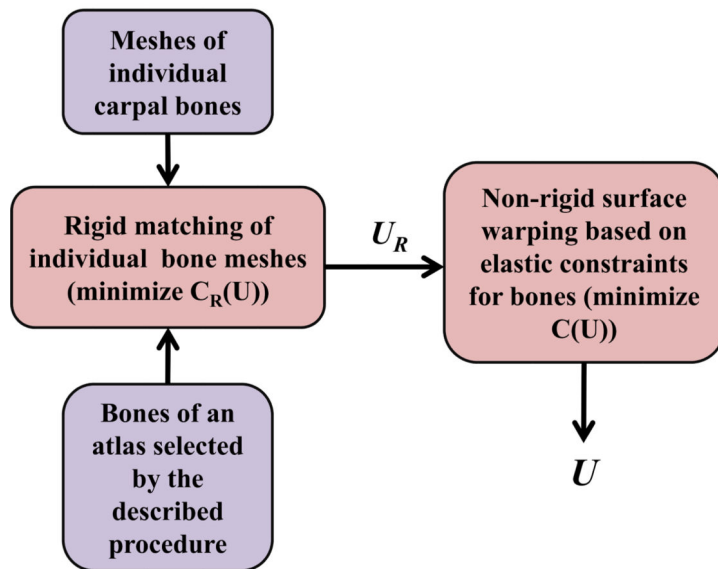 Meshes of
individual
carpal bones
Rigid matching of
individual bone meshes
(minimize C_R(U))
U_R
Non-rigid surface
warping based on
elastic constraints
for bones (minimize
C(U))
Bones of an
atlas selected
by the
described
procedure
U